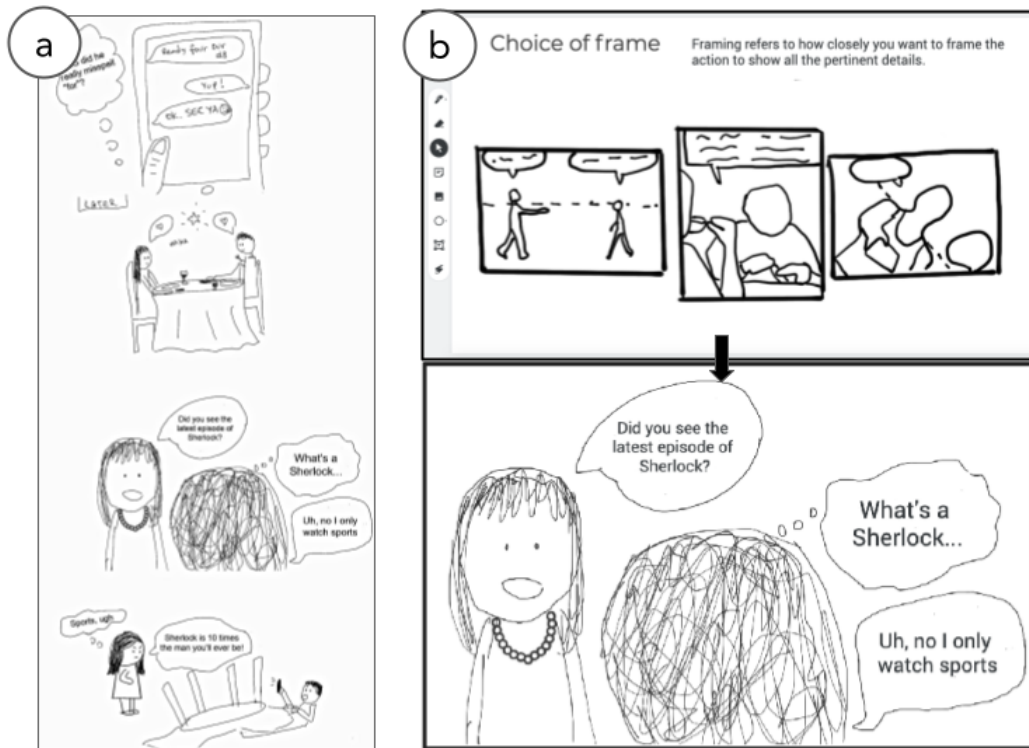 a
did he
really misspell
"for"?
Ready four our
Yup!
OK, SEE YA
LATER
Did you see the
latest episode of
Sherlock?
What's a
Sherlock...
Uh, no I only
watch sports
Sports, ugh
Sherlock is 10 times
the man you'll ever be!
b
Choice of frame
Framing refers to how closely you want to frame the
action to show all the pertinent details.
Did you see the
latest episode of
Sherlock?
What's a
Sherlock...
Uh, no I only
watch sports